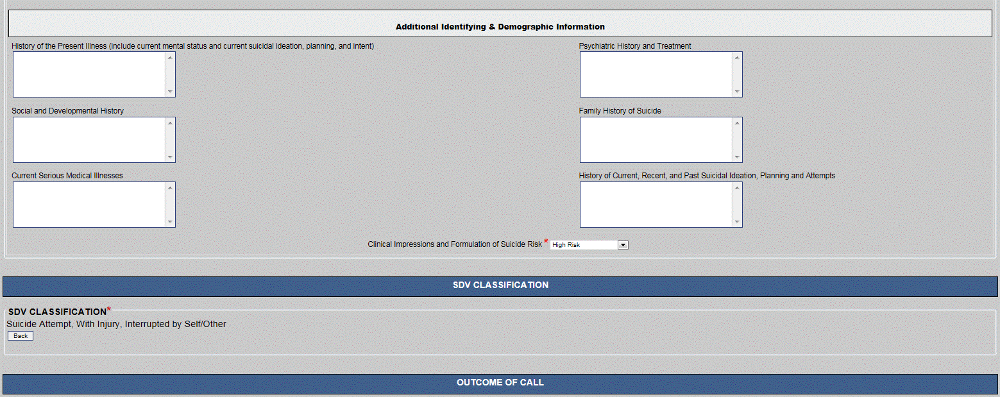 Additional Identifying & Demographic Information
History of the Present Illness (include current mental status and current suicidal ideation, planning, and intent)
Psychiatric History and Treatment
Social and Developmental History
Family History of Suicide
Current Serious Medical Illnesses
History of Current, Recent, and Past Suicidal Ideation, Planning and Attempts
Clinical Impressions and Formulation of Suicide Risk * High Risk
SDV CLASSIFICATION
SDV CLASSIFICATION*
Suicide Attempt, With Injury, Interrupted by Self/Other
Back
OUTCOME OF CALL